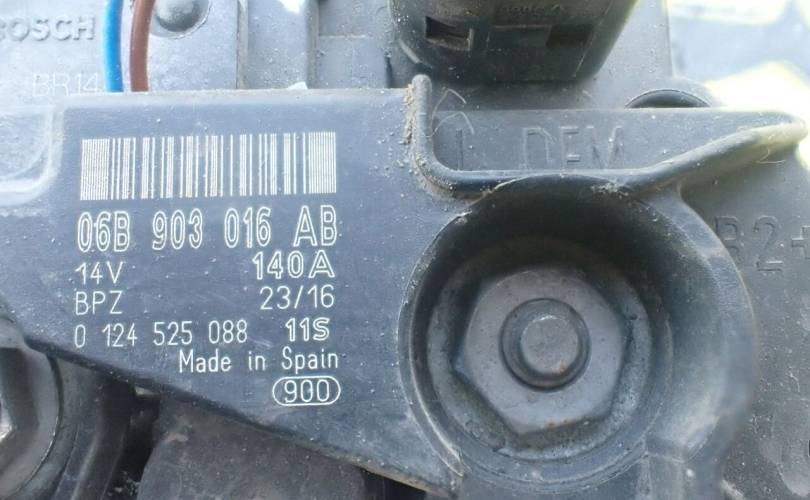 BOSCH
BR14
DFM
B2+
06B 903 016 AB
14V 140A
BPZ 23/16
0 124 525 088 11S
Made in Spain
900